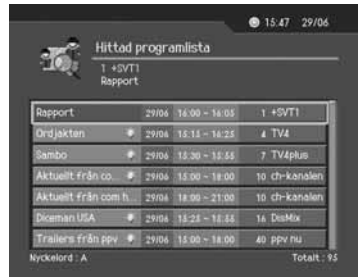 15:47 29/06
Hittad programlista
1 +SVT1
Rapport
Rapport 29/06 16:00 ~ 16:05 1 +SVT1
Ordjakten 29/06 15:15 ~ 16:25 4 TV4
Sambo 29/06 15:30 ~ 15:55 7 TV4plus
Aktuellt från co... 29/06 15:00 ~ 18:00 10 ch-kanalen
Aktuellt från com h... 29/06 18:00 ~ 21:00 10 ch-kanalen
Diceman USA 29/06 15:25 ~ 15:55 16 DisMix
Trailers från ppv 29/06 15:00 ~ 18:00 40 ppv nu
Nyckelord : A Totalt : 95